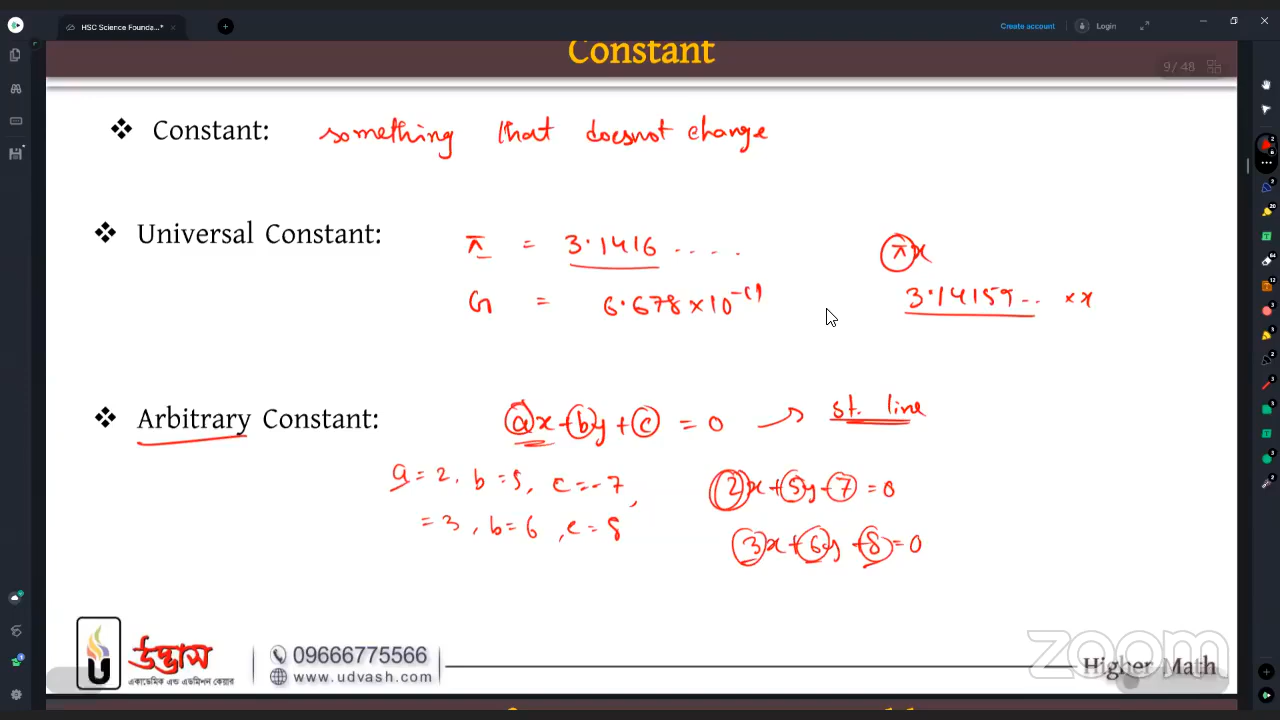 HSC Science Founda...*
Create account
Login
Constant
9 / 48
❖ Constant: something that doesnot change
❖ Universal Constant: π = 3.1416 .....
πx
G = 6.678 × 10⁻¹¹
3.14159.. × x
❖ Arbitrary Constant: ax + by + c = 0 → st. line
a = 2, b = 5, c = -7,
2x + 5y + 7 = 0
= 3, b = 6, c = 8
3x + 6y + 8 = 0
zoom
উদ্ভাস
একাডেমিক এন্ড এডমিশন কেয়ার
09666775566
www.udvash.com
Higher Math